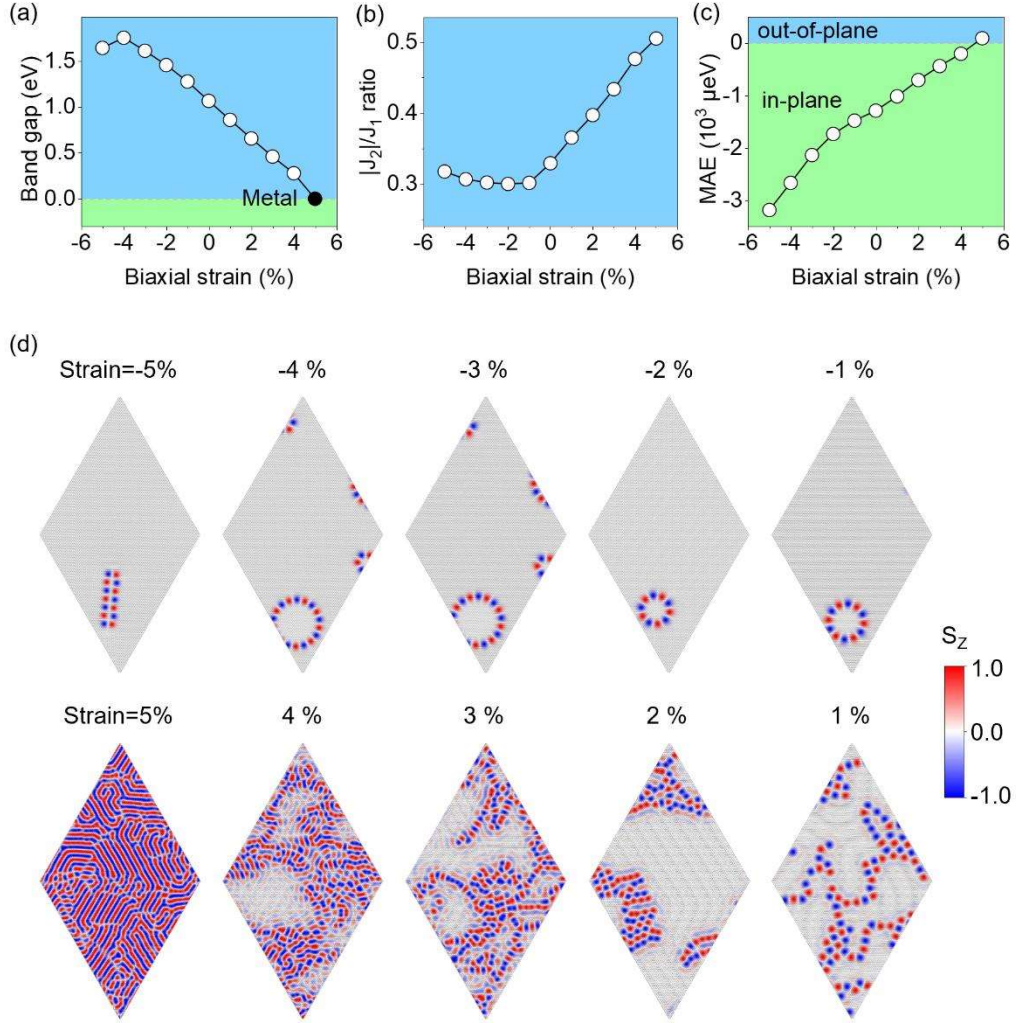 (a)
Band gap (eV)
1.5
1.0
0.5
0.0
Metal
-6 -4 -2 0 2 4 6
Biaxial strain (%)
(b)
|J2|/J1 ratio
0.5
0.4
0.3
-6 -4 -2 0 2 4 6
Biaxial strain (%)
(c)
MAE (10³ μeV)
0
-1
-2
-3
out-of-plane
in-plane
-6 -4 -2 0 2 4 6
Biaxial strain (%)
(d)
Strain=-5% -4 % -3 % -2 % -1 %
Strain=5% 4 % 3 % 2 % 1 %
SZ
1.0
0.0
-1.0